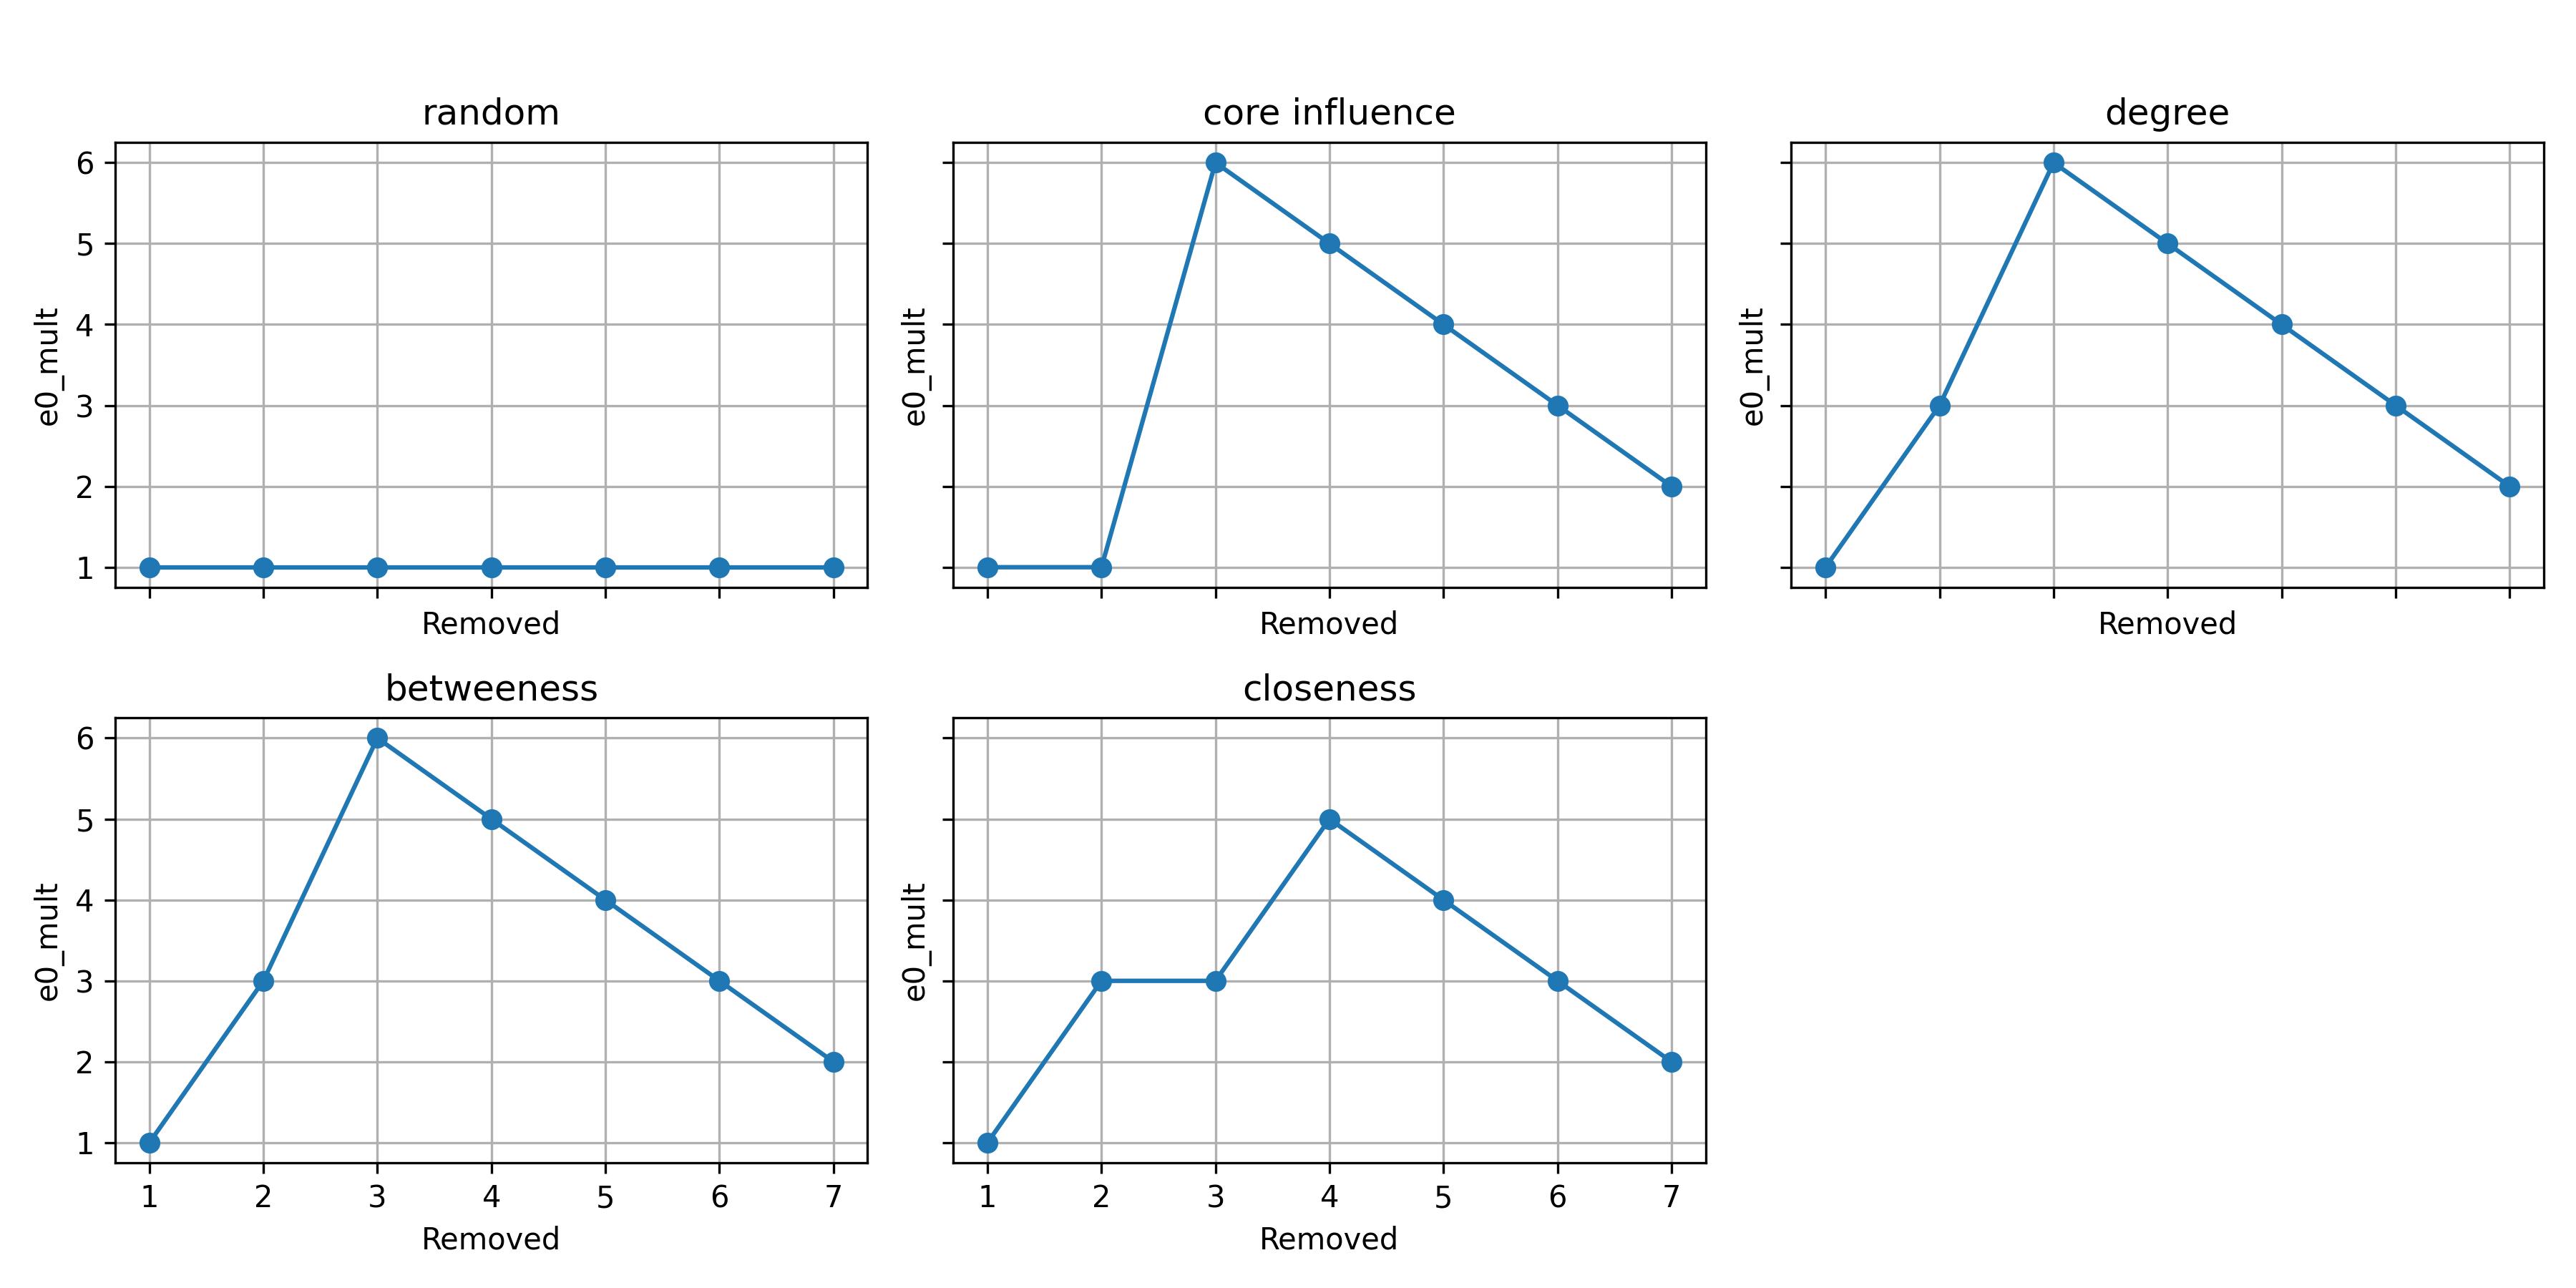 random
6
5
4
3
2
1
e0_mult
Removed
core influence
e0_mult
Removed
degree
e0_mult
Removed
betweeness
6
5
4
3
2
1
e0_mult
1 2 3 4 5 6 7
Removed
closeness
e0_mult
1 2 3 4 5 6 7
Removed